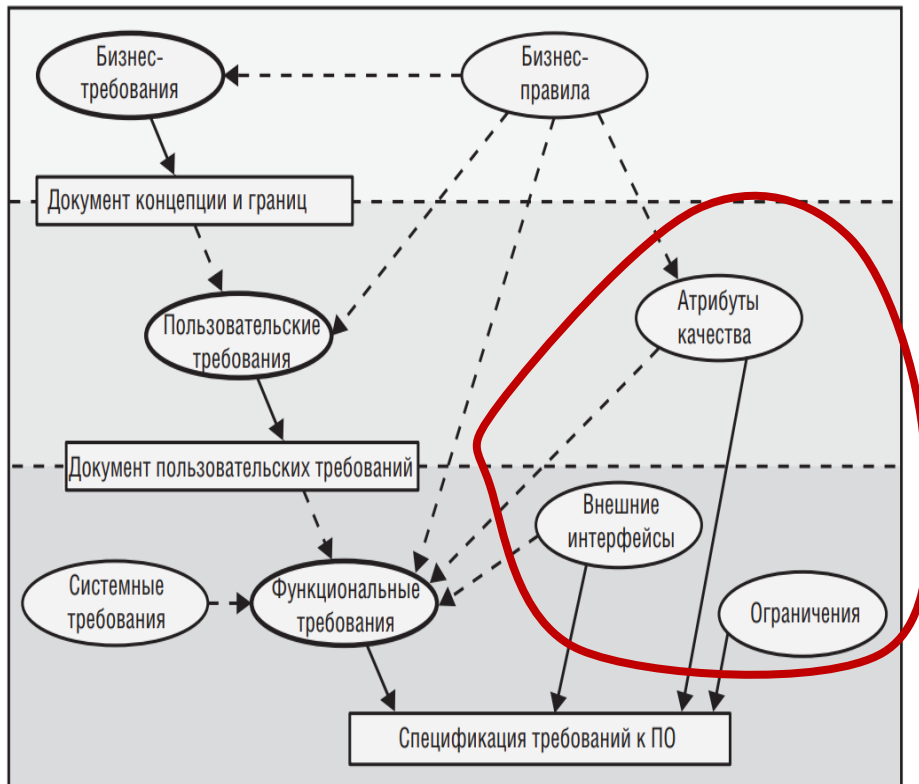 Бизнес-
требования
Бизнес-
правила
Документ концепции и границ
Пользовательские
требования
Атрибуты
качества
Документ пользовательских требований
Внешние
интерфейсы
Системные
требования
Функциональные
требования
Ограничения
Спецификация требований к ПО